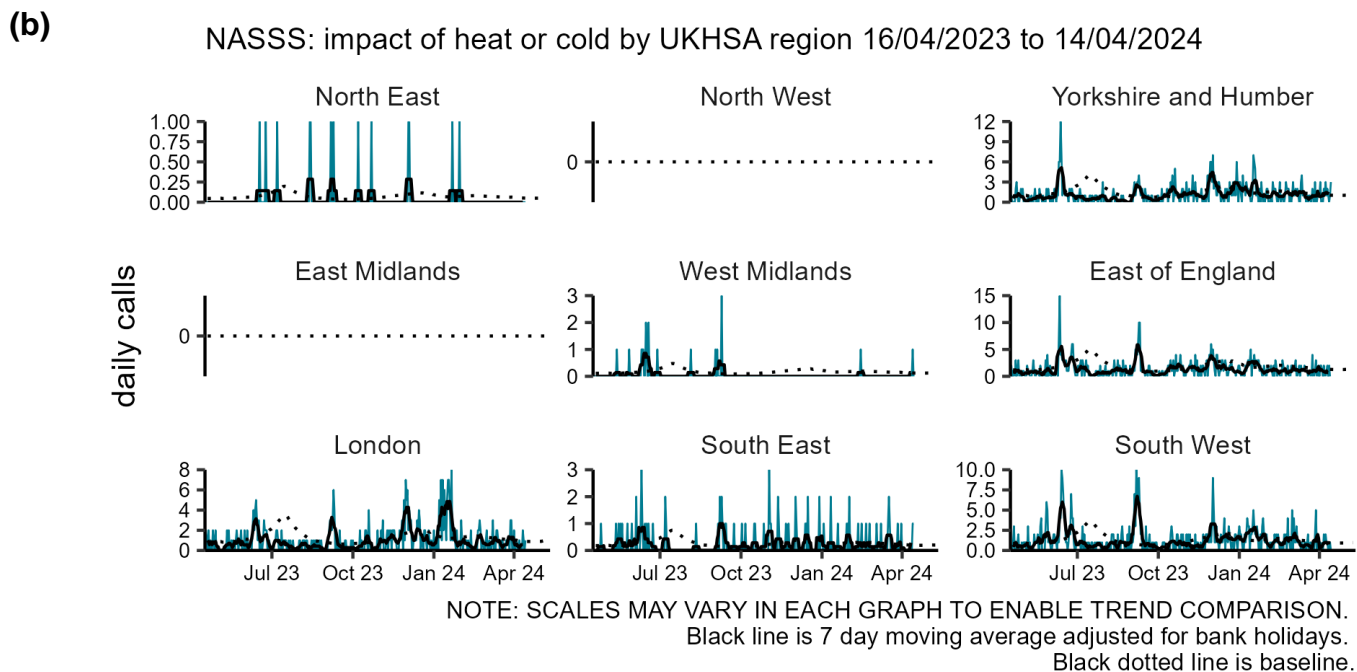 (b)
NASSS: impact of heat or cold by UKHSA region 16/04/2023 to 14/04/2024
daily calls
North East
1.00
0.75
0.50
0.25
0.00
North West
0
Yorkshire and Humber
12
9
6
3
0
East Midlands
0
West Midlands
3
2
1
0
East of England
15
10
5
0
London
8
6
4
2
0
Jul 23 Oct 23 Jan 24 Apr 24
South East
3
2
1
0
Jul 23 Oct 23 Jan 24 Apr 24
South West
10.0
7.5
5.0
2.5
0.0
Jul 23 Oct 23 Jan 24 Apr 24
NOTE: SCALES MAY VARY IN EACH GRAPH TO ENABLE TREND COMPARISON.
Black line is 7 day moving average adjusted for bank holidays.
Black dotted line is baseline.